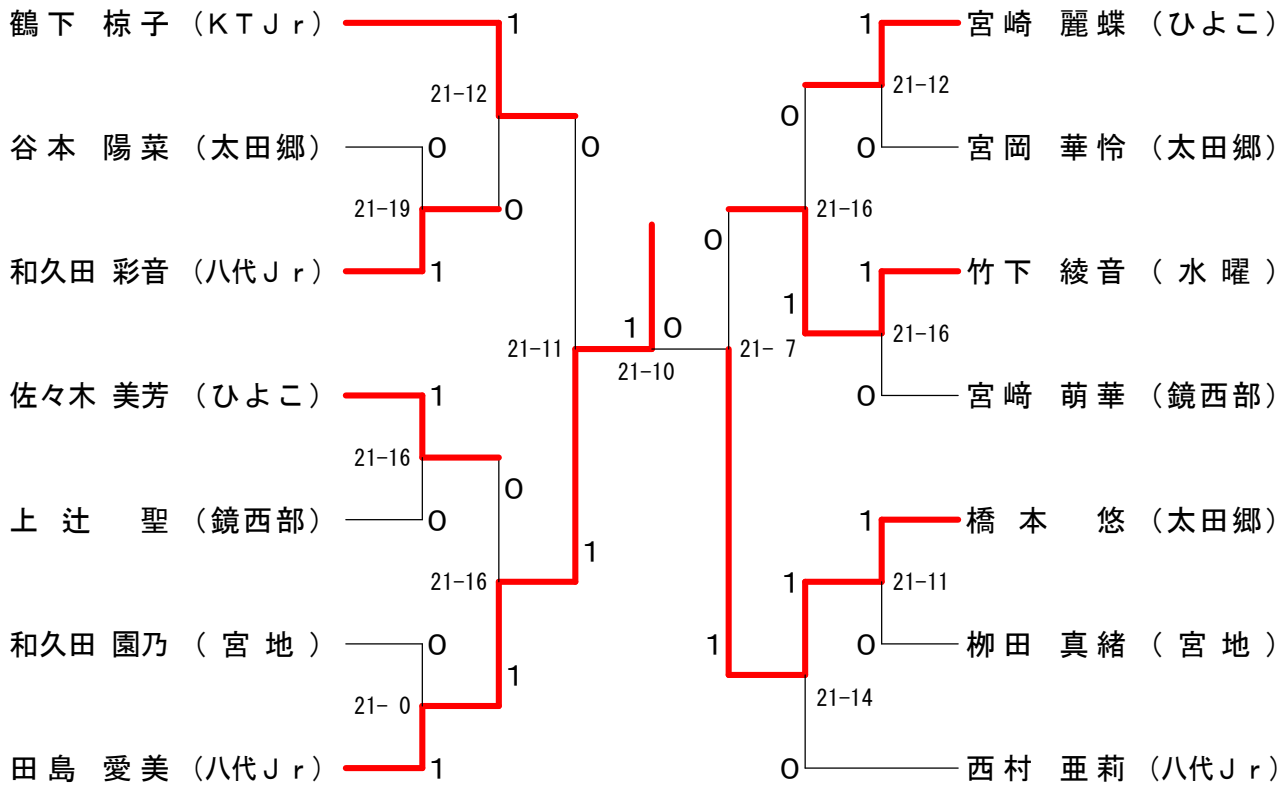 鶴下 椋子 (KTJr) 1 1 宮崎 麗蝶 (ひよこ)
21-12 0 21-12
谷本 陽菜 (太田郷) 0 0 0 宮岡 華怜 (太田郷)
21-19 0 0 21-16
和久田 彩音 (八代Jr) 1 1 竹下 綾音 (水曜)
21-11 1 0 21-7 1 21-16
21-10
佐々木 美芳 (ひよこ) 1 0 宮﨑 萌華 (鏡西部)
21-16 0
上辻 聖 (鏡西部) 0 1 橋本 悠 (太田郷)
21-16 1 1 21-11
和久田 園乃 (宮地) 0 1 0 栁田 真緒 (宮地)
21-0 1 21-14
田島 愛美 (八代Jr) 1 0 西村 亜莉 (八代Jr)